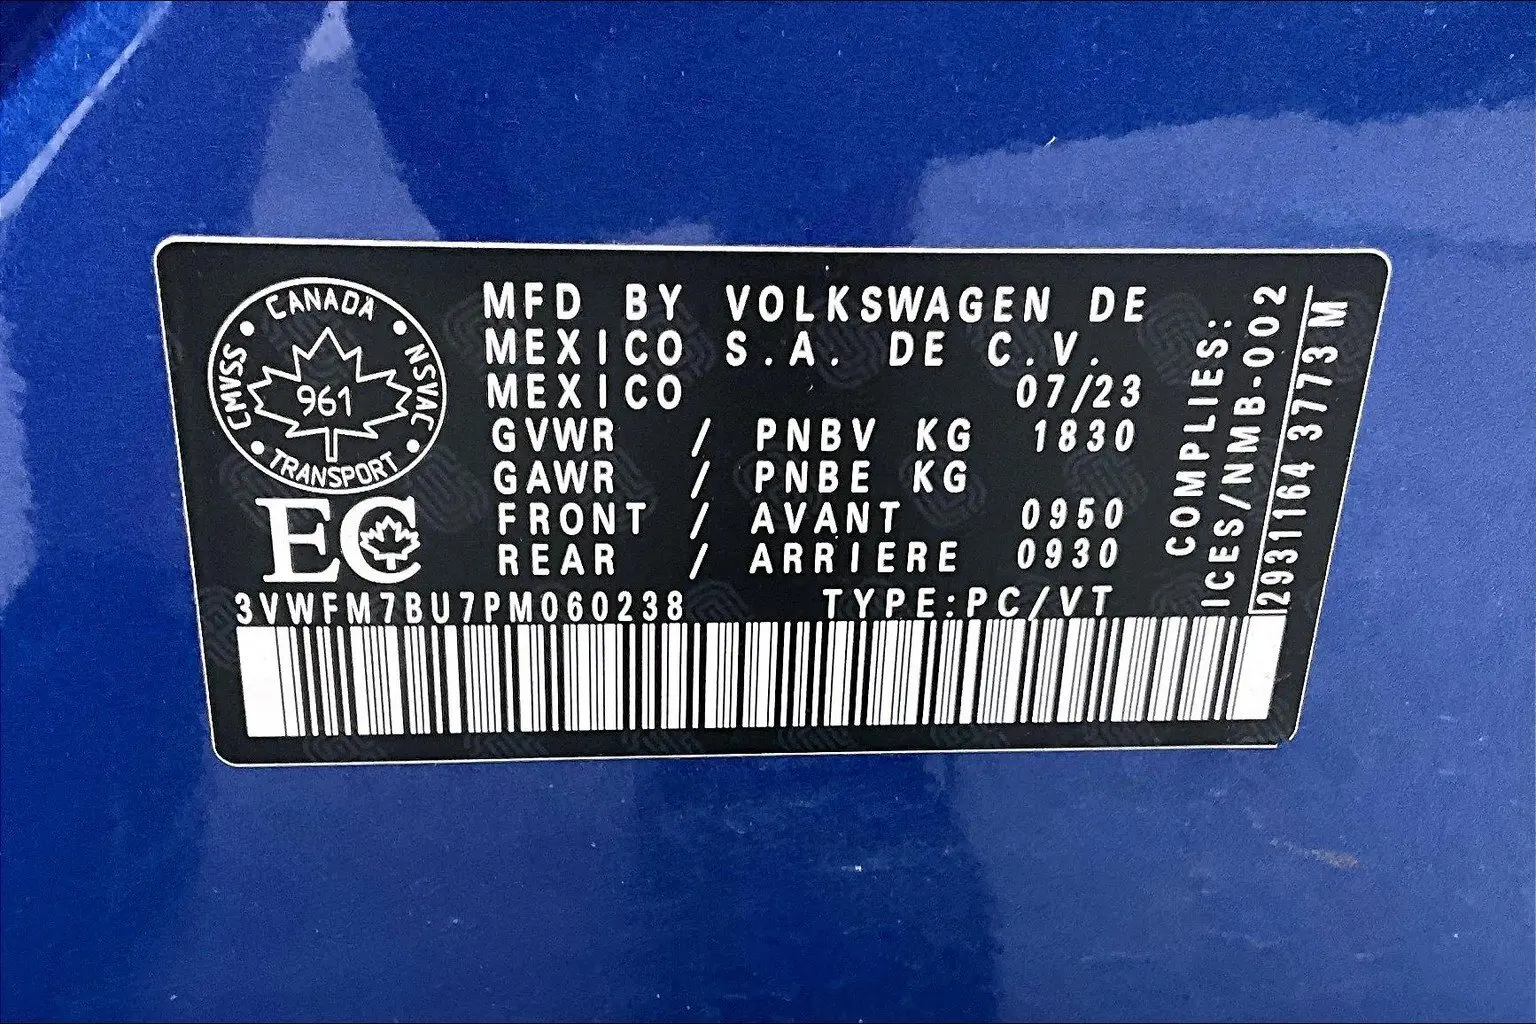 CANADA
CMVSS
961
NSVAC
TRANSPORT
EC
MFD BY VOLKSWAGEN DE
MEXICO S.A. DE C.V.
MEXICO 07/23
GVWR / PNBV KG 1830
GAWR / PNBE KG
FRONT / AVANT 0950
REAR / ARRIERE 0930
3VWFM7BU7PM060238 TYPE:PC/VT
COMPLIES:
ICES/NMB-002
29311164 3773 M